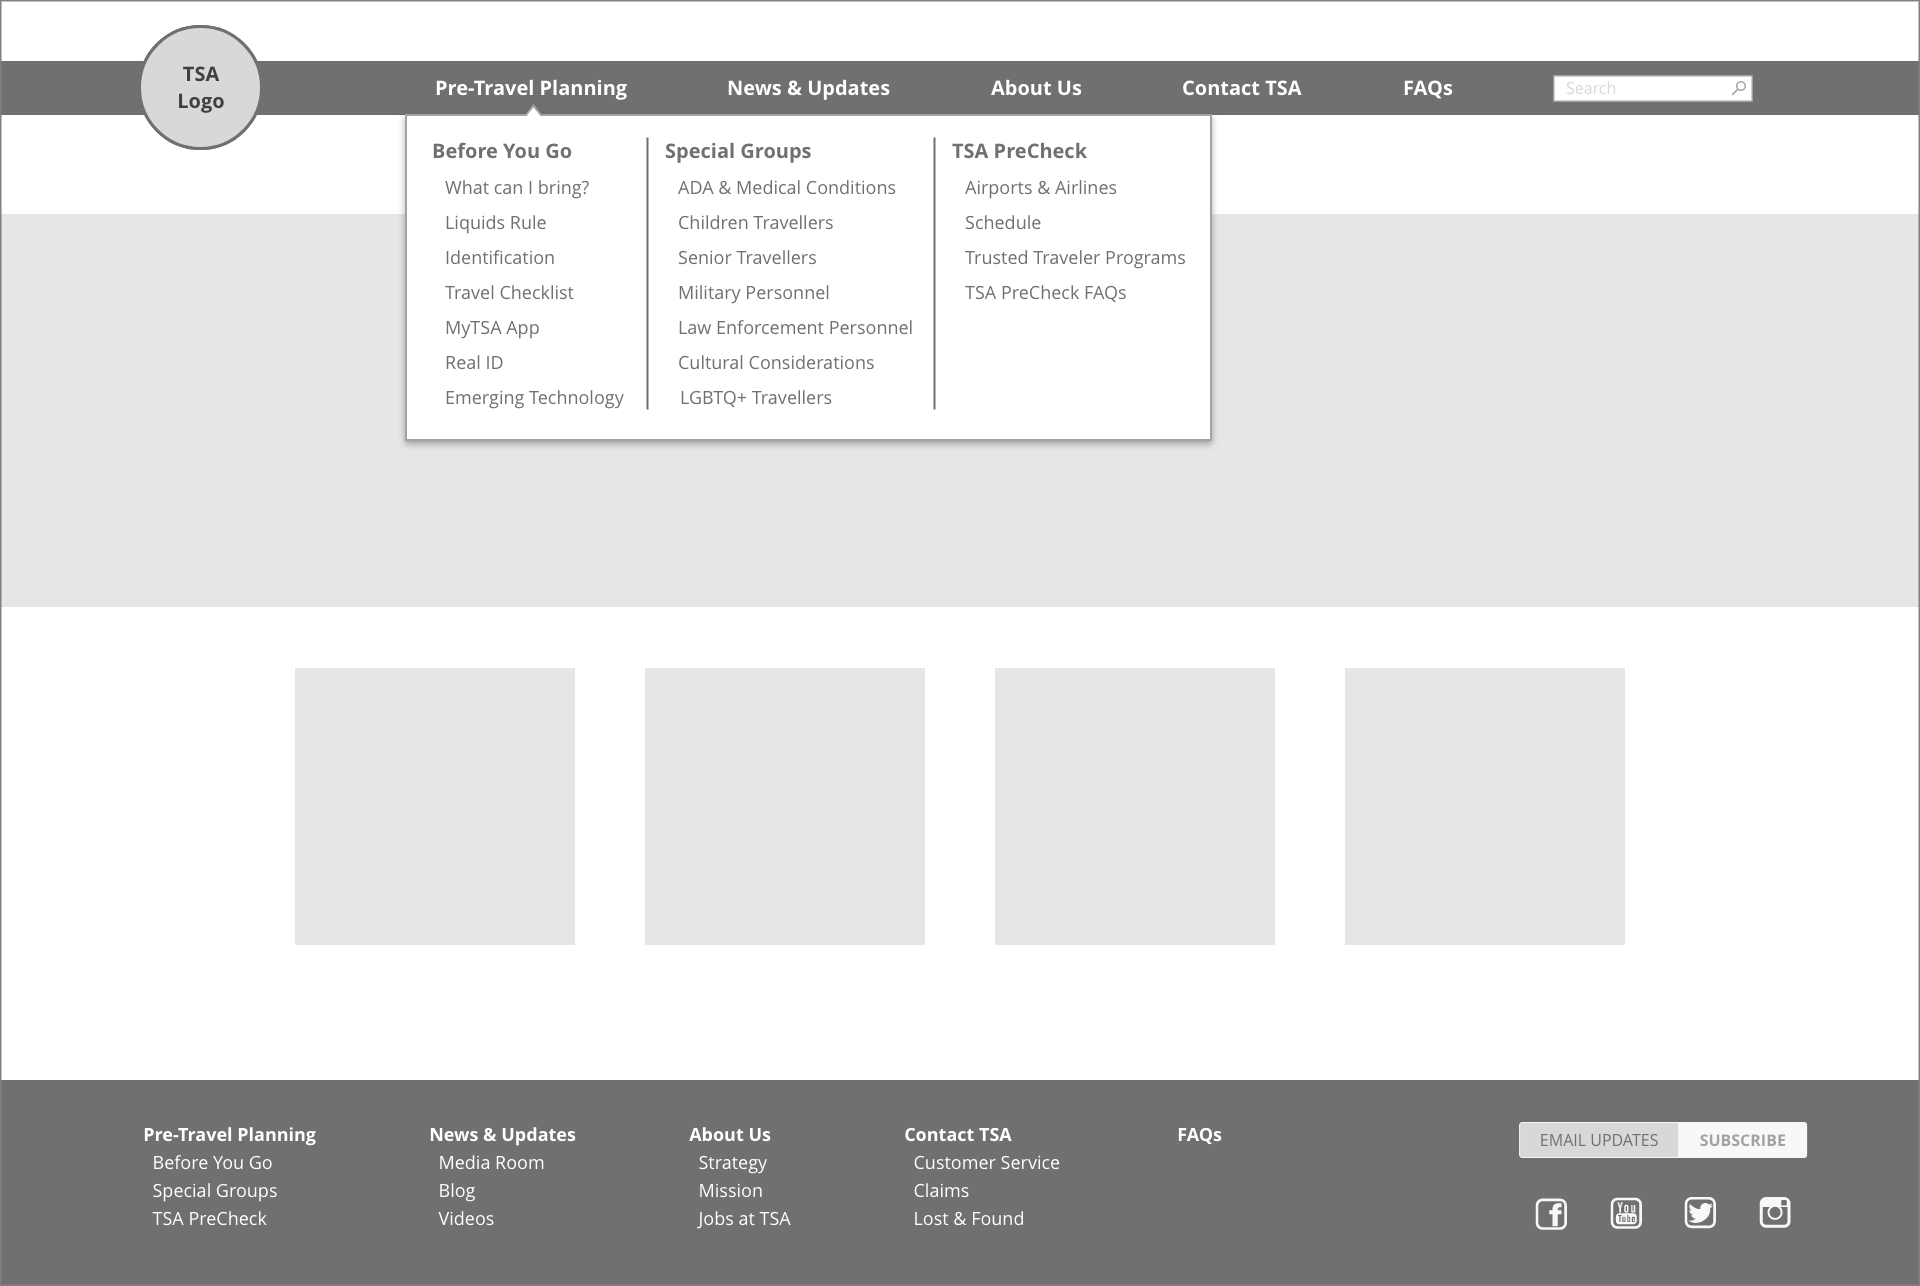 TSA
Logo
Pre-Travel Planning
News & Updates
About Us
Contact TSA
FAQs
Search
Before You Go
What can I bring?
Liquids Rule
Identification
Travel Checklist
MyTSA App
Real ID
Emerging Technology
Special Groups
ADA & Medical Conditions
Children Travellers
Senior Travellers
Military Personnel
Law Enforcement Personnel
Cultural Considerations
LGBTQ+ Travellers
TSA PreCheck
Airports & Airlines
Schedule
Trusted Traveler Programs
TSA PreCheck FAQs
Pre-Travel Planning
Before You Go
Special Groups
TSA PreCheck
News & Updates
Media Room
Blog
Videos
About Us
Strategy
Mission
Jobs at TSA
Contact TSA
Customer Service
Claims
Lost & Found
FAQs
EMAIL UPDATES
SUBSCRIBE
You
Tube